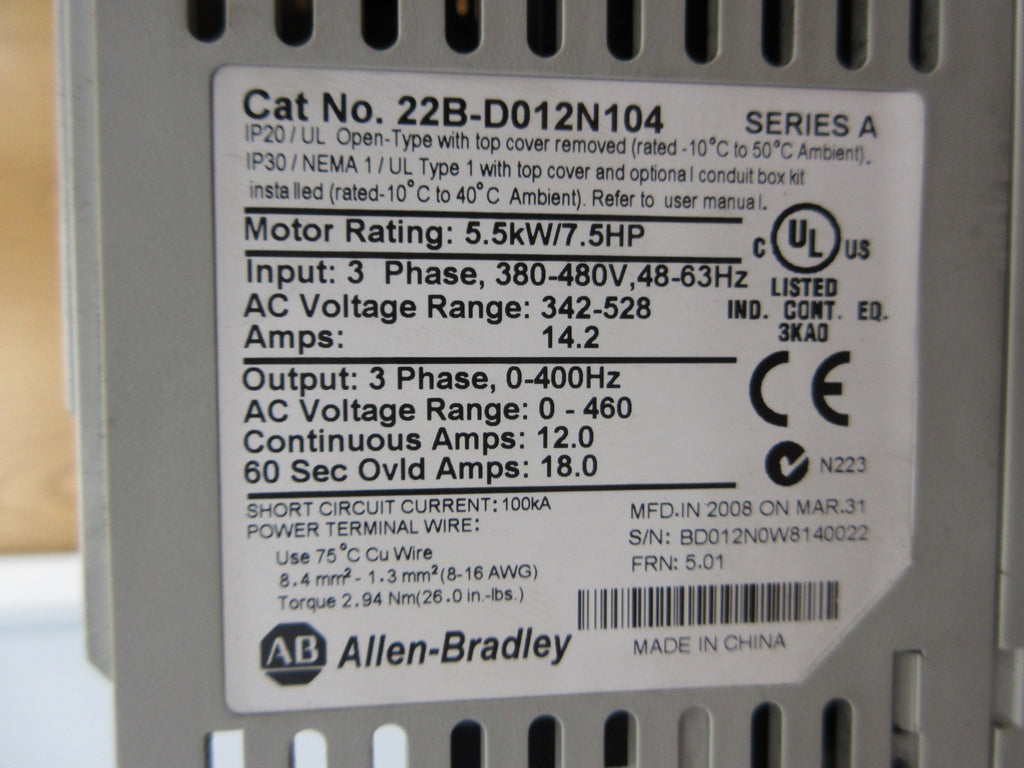 Cat No. 22B-D012N104 SERIES A
IP20 / UL Open-Type with top cover removed (rated -10°C to 50°C Ambient).
IP30 / NEMA 1 / UL Type 1 with top cover and optional conduit box kit
installed (rated-10°C to 40°C Ambient). Refer to user manual.
Motor Rating: 5.5kW/7.5HP
C UL US
LISTED
IND. CONT. EQ.
3KA0
Input: 3 Phase, 380-480V,48-63Hz
AC Voltage Range: 342-528
Amps: 14.2
Output: 3 Phase, 0-400Hz
AC Voltage Range: 0 - 460
Continuous Amps: 12.0
60 Sec Ovld Amps: 18.0
CE
N223
SHORT CIRCUIT CURRENT: 100kA
POWER TERMINAL WIRE:
Use 75°C Cu Wire
8.4 mm² - 1.3 mm² (8-16 AWG)
Torque 2.94 Nm(26.0 in.-lbs.)
MFD.IN 2008 ON MAR.31
S/N: BD012N0W8140022
FRN: 5.01
AB Allen-Bradley
MADE IN CHINA